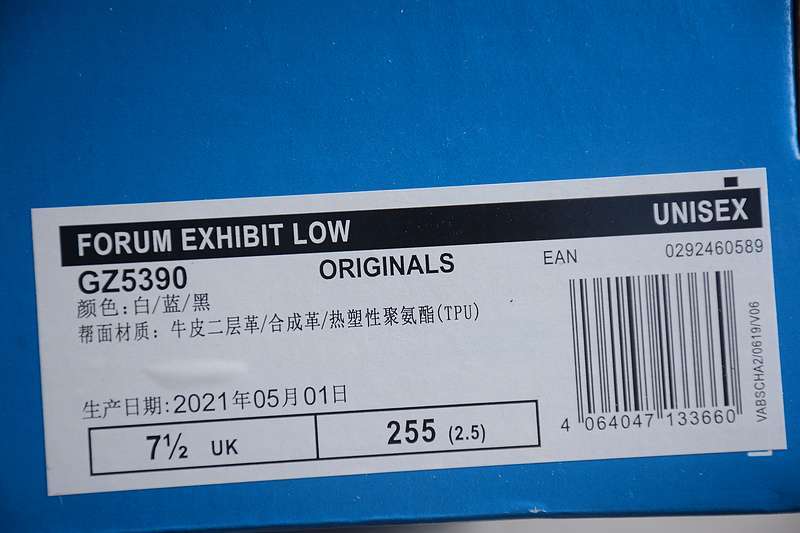 FORUM EXHIBIT LOW
UNISEX
GZ5390
ORIGINALS
EAN
0292460589
颜色:白/蓝/黑
帮面材质：牛皮二层革/合成革/热塑性聚氨酯(TPU)
生产日期:2021年05月01日
7½ UK
255 (2.5)
4 064047 133660
VABSCHA2/0619/V06